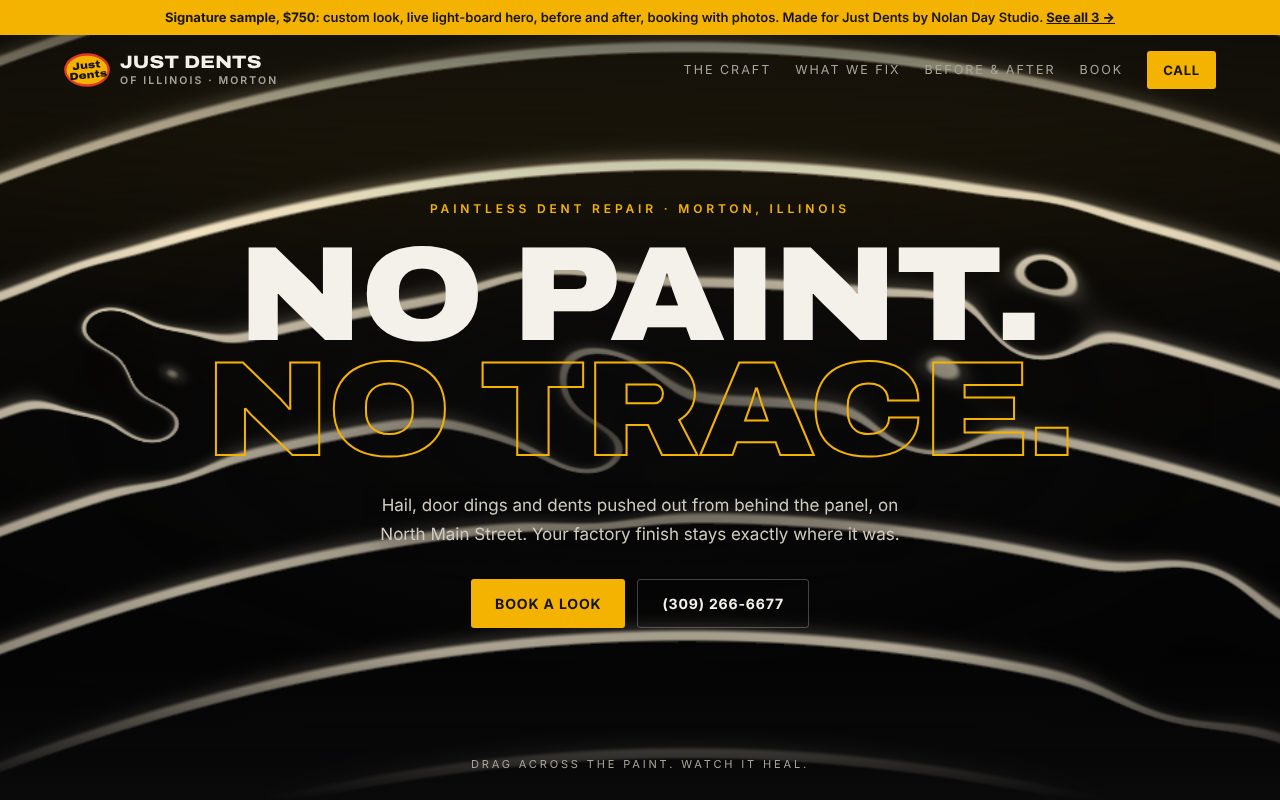 Signature sample, $750: custom look, live light-board hero, before and after, booking with photos. Made for Just Dents by Nolan Day Studio. See all 3 →
Just
Dents
JUST DENTS
OF ILLINOIS · MORTON
THE CRAFT
WHAT WE FIX
BEFORE & AFTER
BOOK
CALL
PAINTLESS DENT REPAIR · MORTON, ILLINOIS
NO PAINT.
NO TRACE.
Hail, door dings and dents pushed out from behind the panel, on
North Main Street. Your factory finish stays exactly where it was.
BOOK A LOOK
(309) 266-6677
DRAG ACROSS THE PAINT. WATCH IT HEAL.